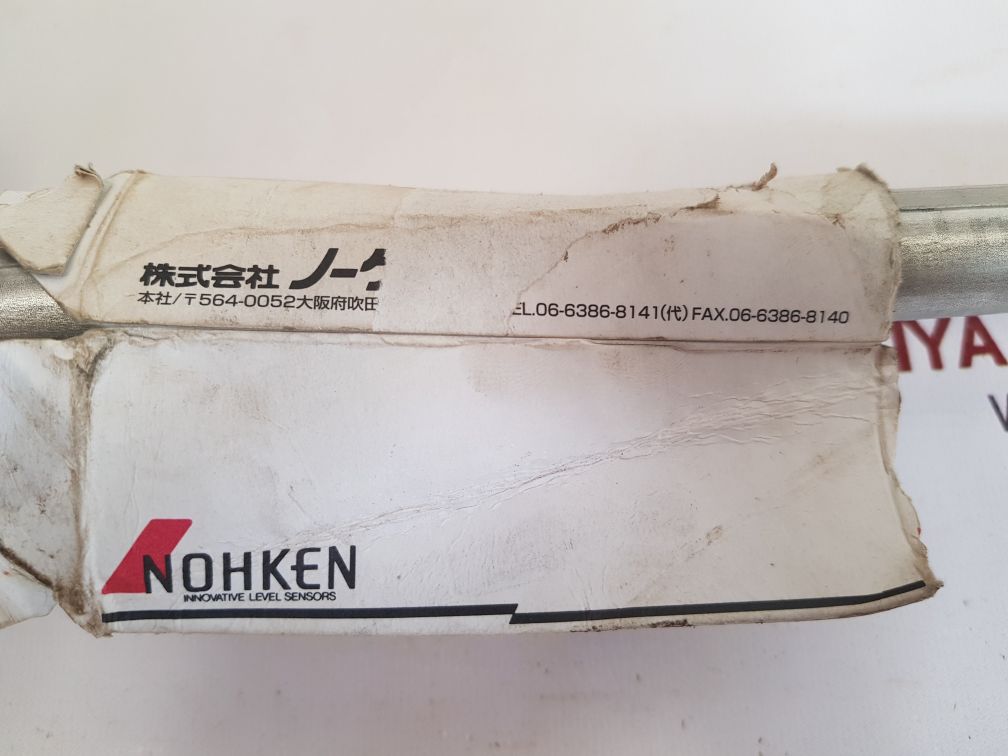 株式会社 ノー
本社/〒564-0052大阪府吹田
EL.06-6386-8141(代) FAX.06-6386-8140
NOHKEN
INNOVATIVE LEVEL SENSORS